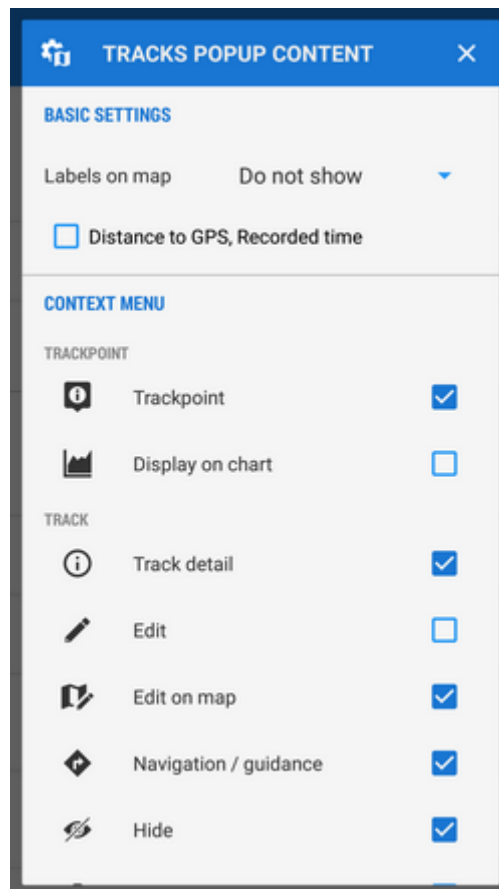 TRACKS POPUP CONTENT
BASIC SETTINGS
Labels on map Do not show
Distance to GPS, Recorded time
CONTEXT MENU
TRACKPOINT
Trackpoint
Display on chart
TRACK
Track detail
Edit
Edit on map
Navigation / guidance
Hide